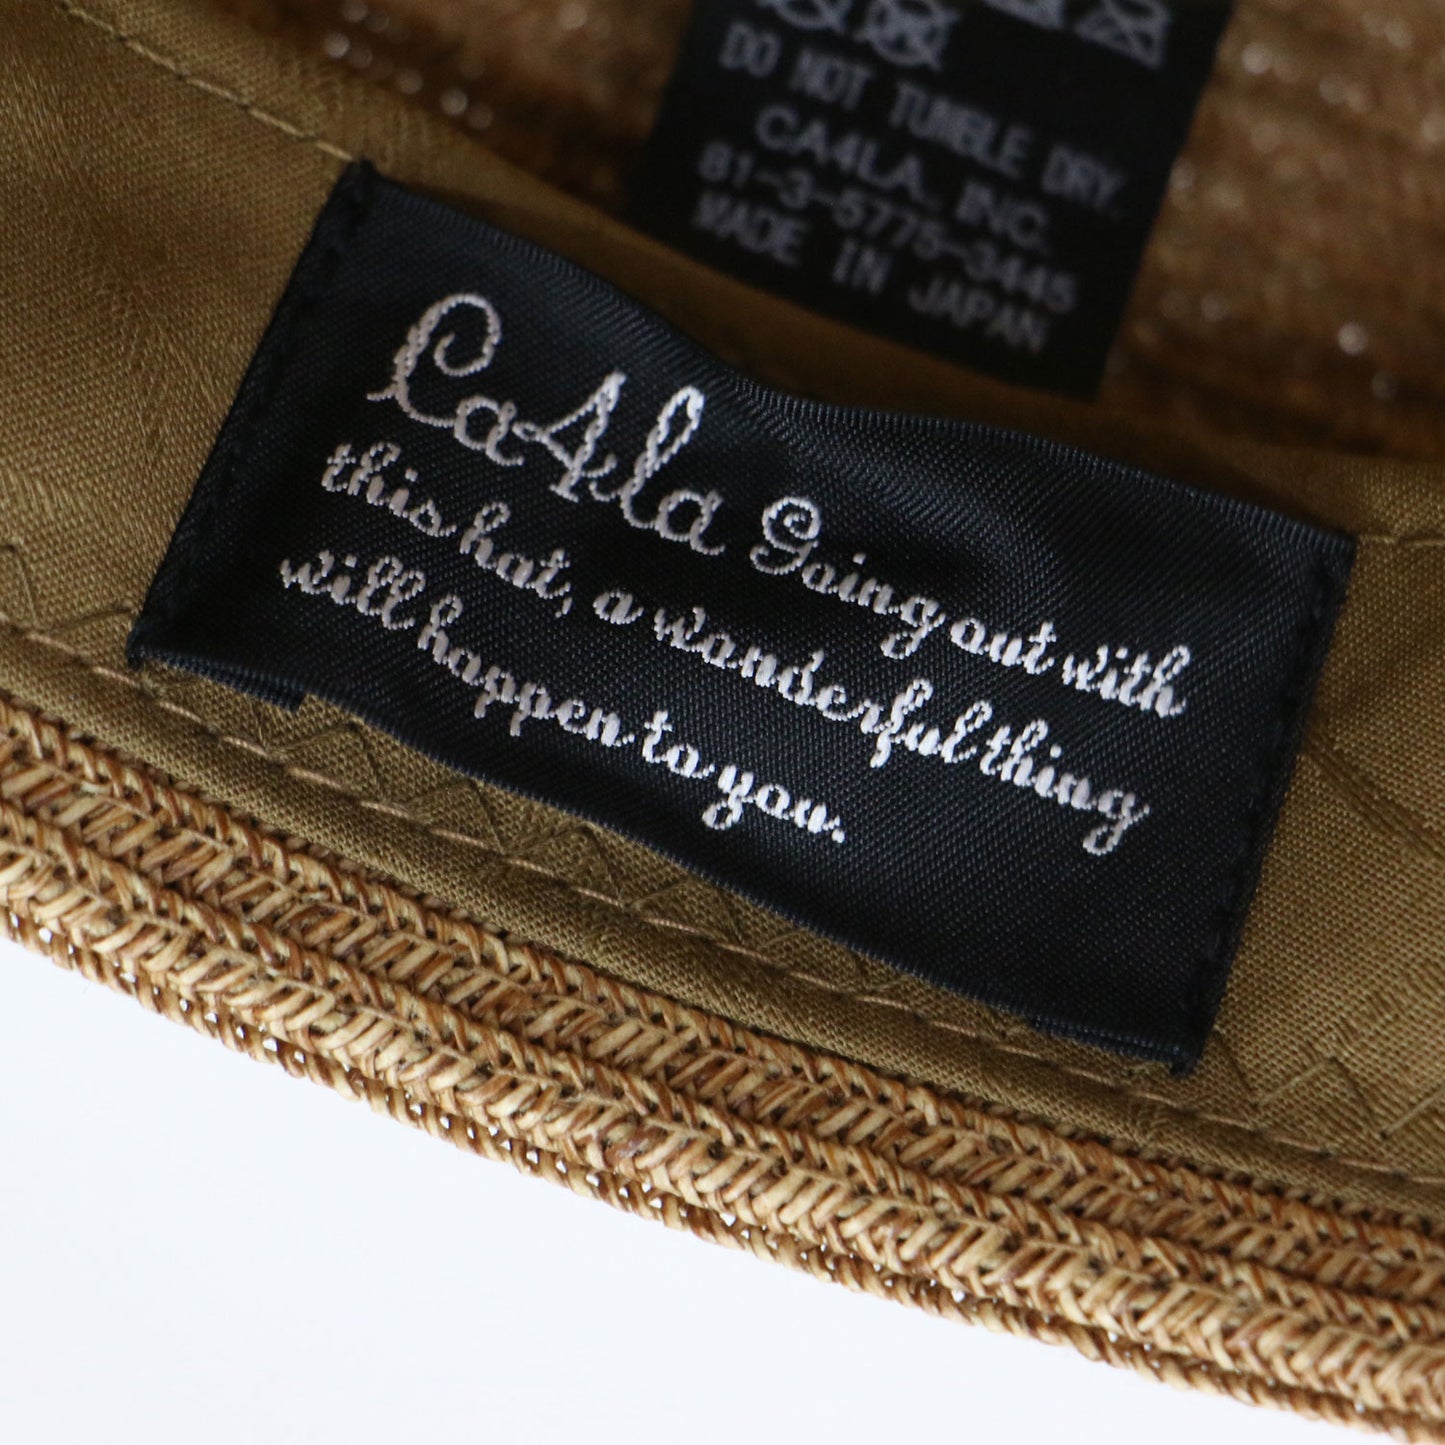 DO NOT TUMBLE DRY.
CA4LA, INC.
81-3-5775-3445
MADE IN JAPAN
Ca4la Going out with
this hat, a wonderful thing
will happen to you.